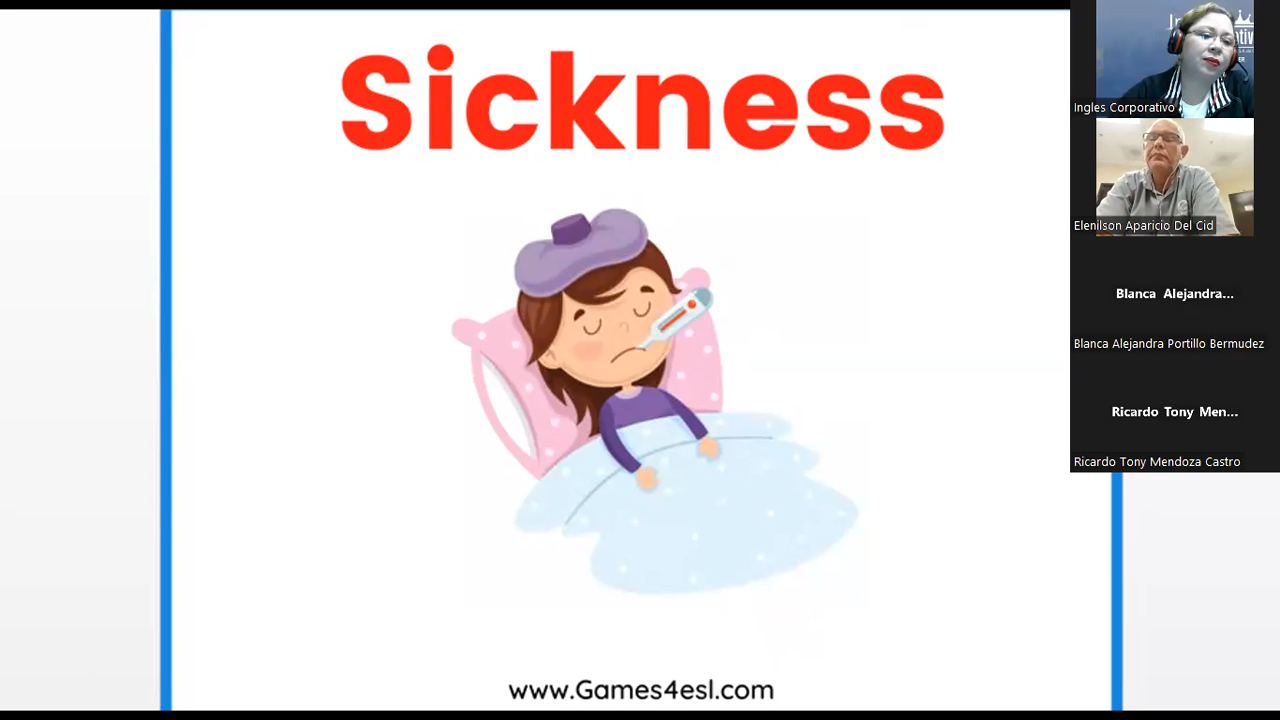 Sickness
www.Games4esl.com
Ingles Corporativo
Elenilson Aparicio Del Cid
Blanca Alejandra...
Blanca Alejandra Portillo Bermudez
Ricardo Tony Men...
Ricardo Tony Mendoza Castro